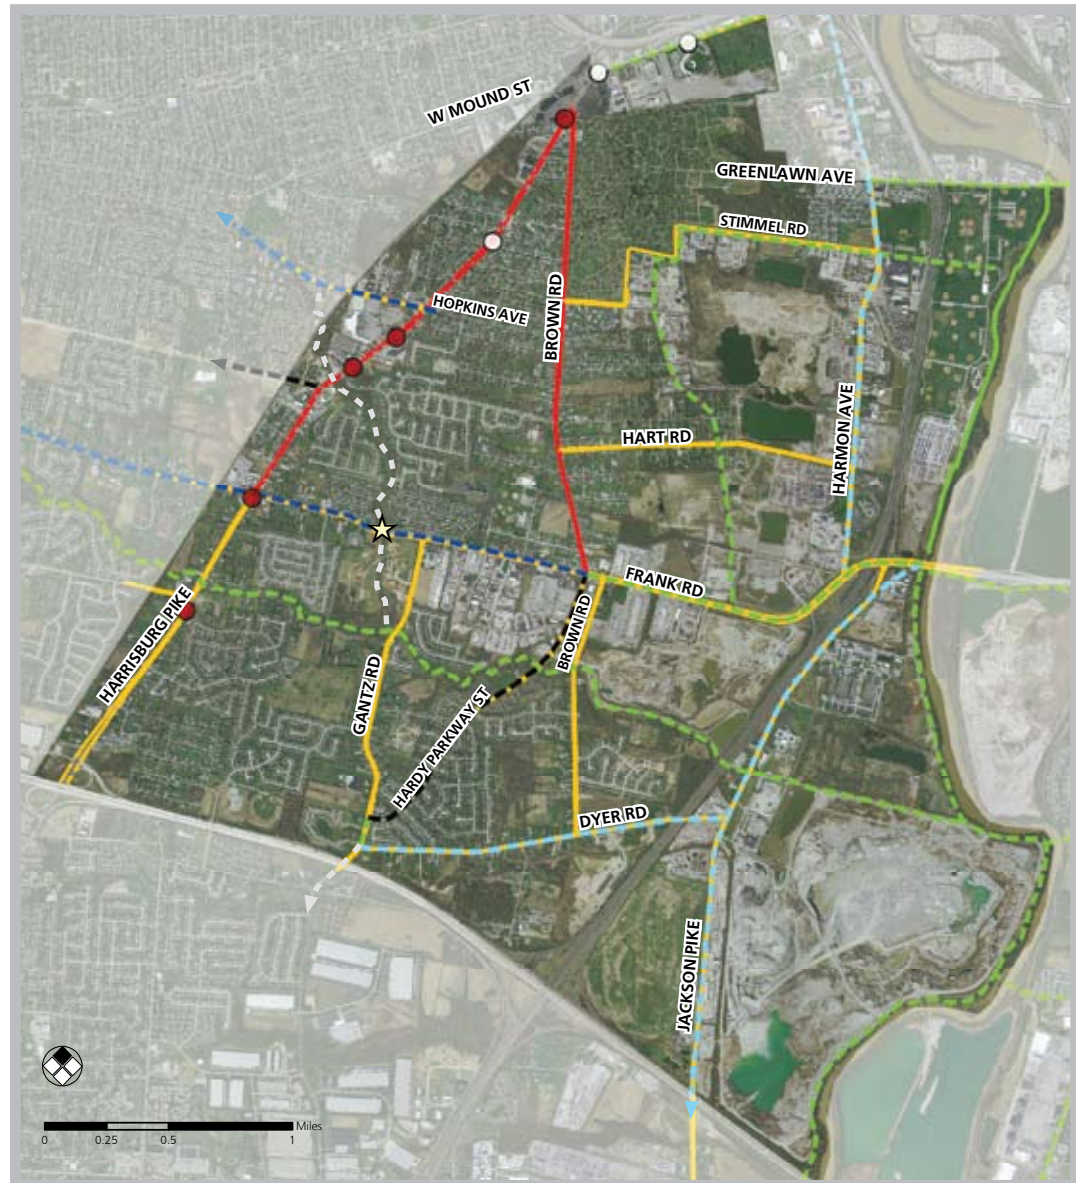 W MOUND ST
GREENLAWN AVE
STIMMEL RD
HOPKINS AVE
BROWN RD
HART RD
HARMON AVE
FRANK RD
HARRISBURG PIKE
BROWN RD
GANTZ RD
HARDY PARKWAY ST
DYER RD
JACKSON PIKE
Miles
0 0.25 0.5 1